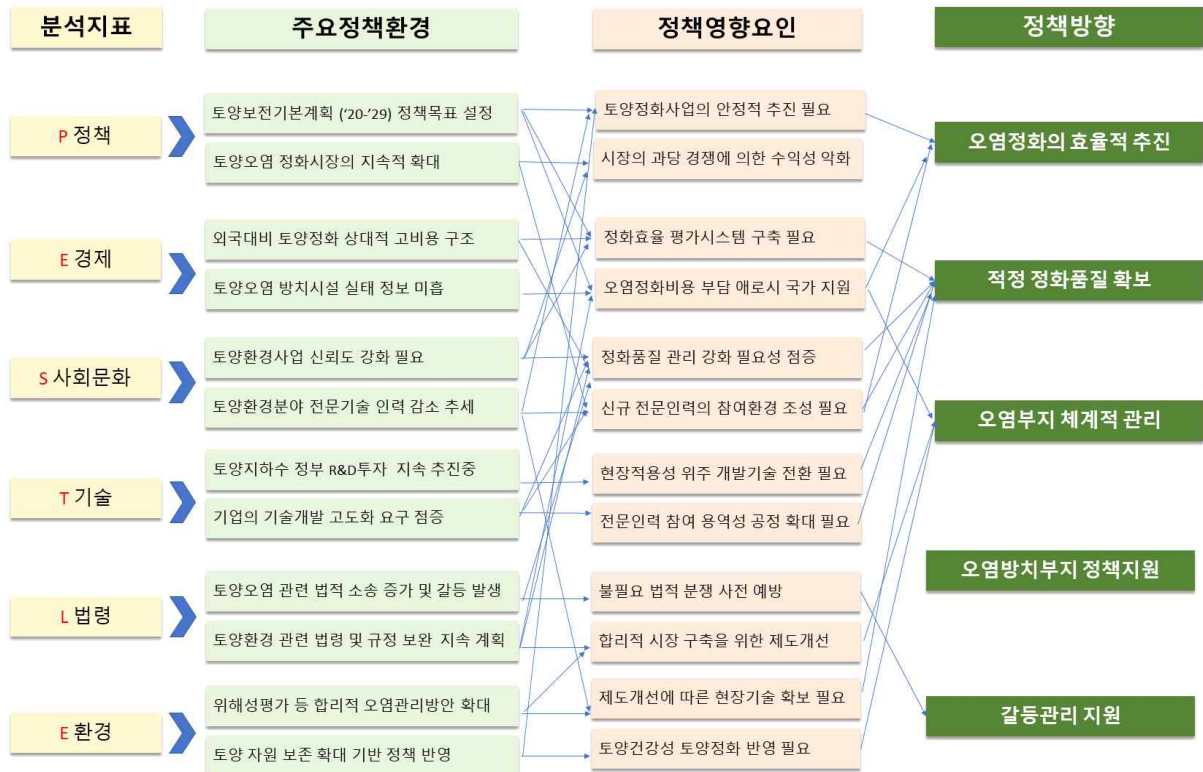 분석지표
주요정책환경
정책영향요인
정책방향
P 정책
토양보전기본계획 ('20-'29) 정책목표 설정
토양오염 정화시장의 지속적 확대
E 경제
외국대비 토양정화 상대적 고비용 구조
토양오염 방치시설 실태 정보 미흡
S 사회문화
토양환경사업 신뢰도 강화 필요
토양환경분야 전문기술 인력 감소 추세
T 기술
토양지하수 정부 R&D투자 지속 추진중
기업의 기술개발 고도화 요구 점증
L 법령
토양오염 관련 법적 소송 증가 및 갈등 발생
토양환경 관련 법령 및 규정 보완 지속 계획
E 환경
위해성평가 등 합리적 오염관리방안 확대
토양 자원 보존 확대 기반 정책 반영
토양정화사업의 안정적 추진 필요
시장의 과당 경쟁에 의한 수익성 악화
정화효율 평가시스템 구축 필요
오염정화비용 부담 애로시 국가 지원
정화품질 관리 강화 필요성 점증
신규 전문인력의 참여환경 조성 필요
현장적용성 위주 개발기술 전환 필요
전문인력 참여 용역성 공정 확대 필요
불필요 법적 분쟁 사전 예방
합리적 시장 구축을 위한 제도개선
제도개선에 따른 현장기술 확보 필요
토양건강성 토양정화 반영 필요
오염정화의 효율적 추진
적정 정화품질 확보
오염부지 체계적 관리
오염방치부지 정책지원
갈등관리 지원